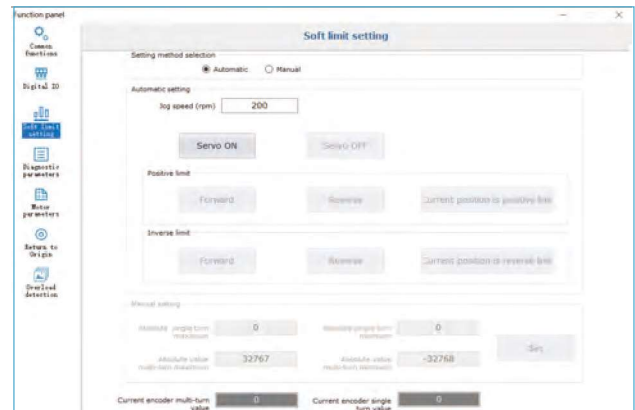 Function panel
Soft limit setting
Common
functions
Digital IO
Soft limit
setting
Diagnostic
parameters
Motor
parameters
Return to
Origin
Overload
detection
Setting method selection
Automatic Manual
Automatic setting
Jog speed (rpm) 200
Servo ON Servo OFF
Positive limit
Forward Reverse Current position is positive limit
Inverse limit
Forward Reverse Current position is reverse limit
Manual setting
Absolute single-turn
maximum
0
Absolute single-turn
minimum
0
Set
Absolute value
multi-turn maximum
32767
Absolute value
multi-turn minimum
-32768
Current encoder multi-turn
value
0
Current encoder single
turn value
0